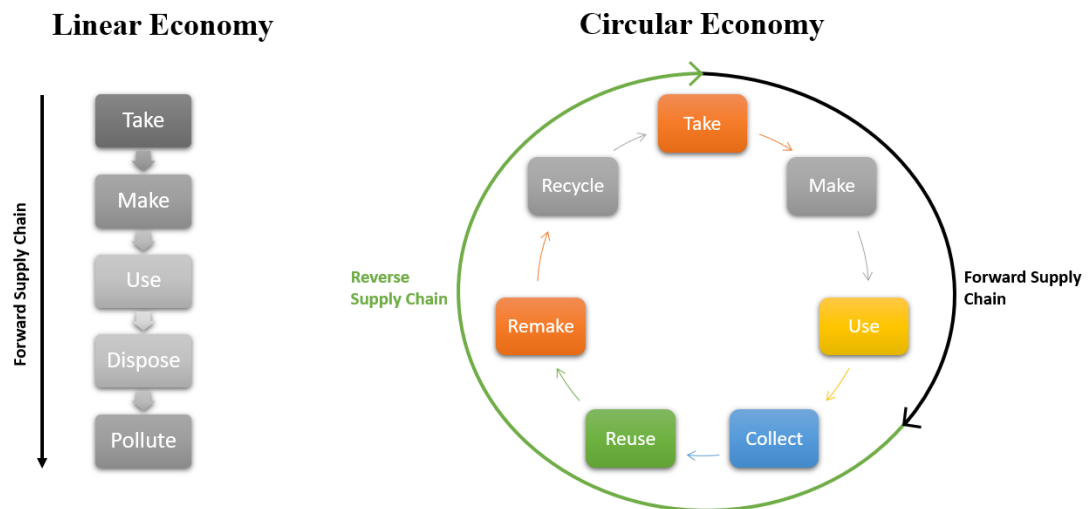 Linear Economy
Forward Supply Chain
Take
Make
Use
Dispose
Pollute
Circular Economy
Take
Make
Use
Collect
Reuse
Remake
Recycle
Reverse
Supply Chain
Forward Supply
Chain